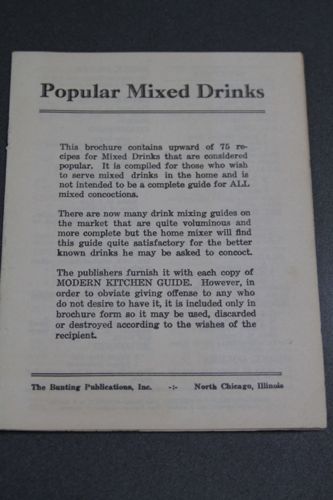 Popular Mixed Drinks
This brochure contains upward of 75 re-
cipes for Mixed Drinks that are considered
popular. It is compiled for those who wish
to serve mixed drinks in the home and is
not intended to be a complete guide for ALL
mixed concoctions.
There are now many drink mixing guides on
the market that are quite voluminous and
more complete but the home mixer will find
this guide quite satisfactory for the better
known drinks he may be asked to concoct.
The publishers furnish it with each copy of
MODERN KITCHEN GUIDE. However, in
order to obviate giving offense to any who
do not desire to have it, it is included only in
brochure form so it may be used, discarded
or destroyed according to the wishes of the
recipient.
The Bunting Publications, Inc. -:- North Chicago, Illinois